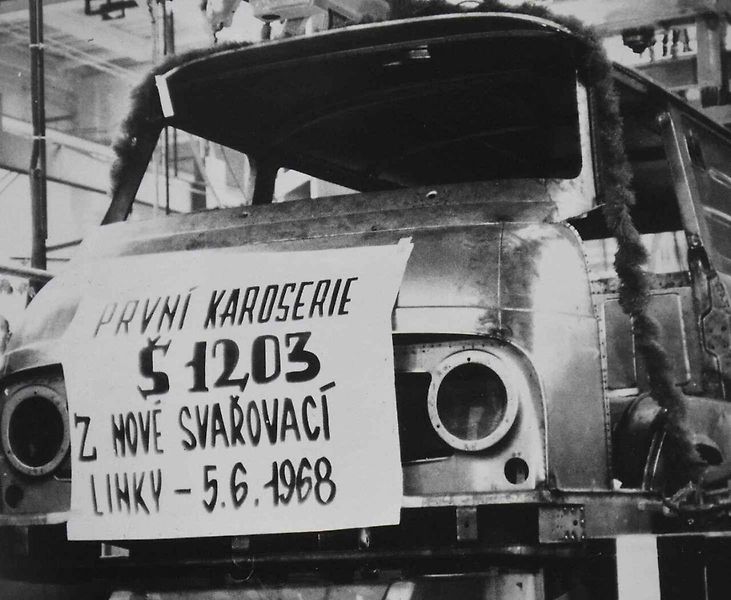 PRVNÍ KAROSERIE
Š 1203
Z NOVÉ SVAŘOVACÍ
LINKY - 5.6.1968